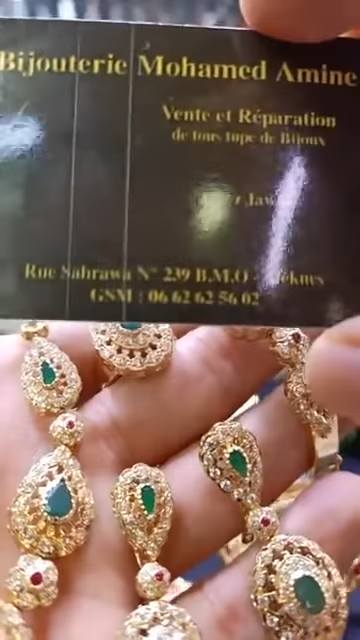 Bijouterie Mohamed Amine
Vente et Réparation
de tous type de Bijoux
Rue Sahrawa N° 239 B.M.O
GSM : 06 62 62 56 02